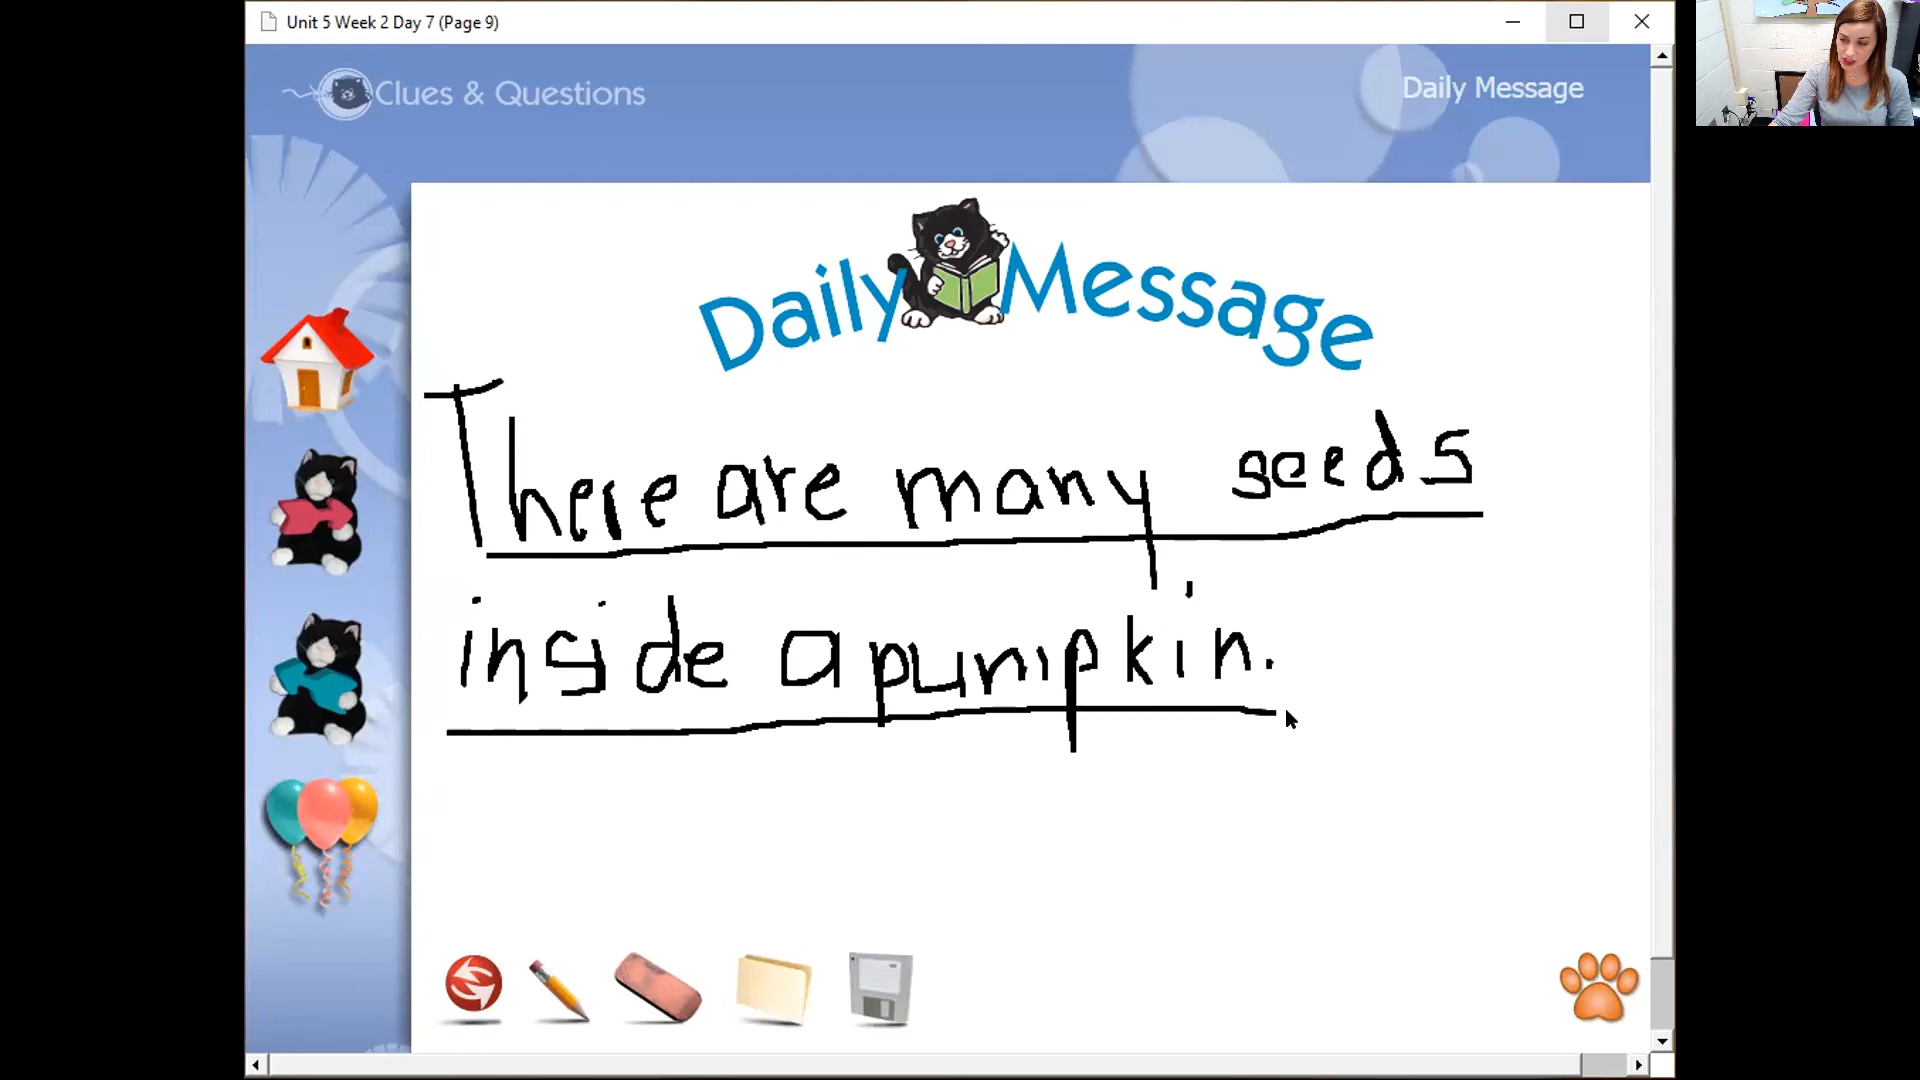 Unit 5 Week 2 Day 7 (Page 9)
Clues & Questions
Daily Message
Daily Message
There are many seeds
inside a pumpkin.